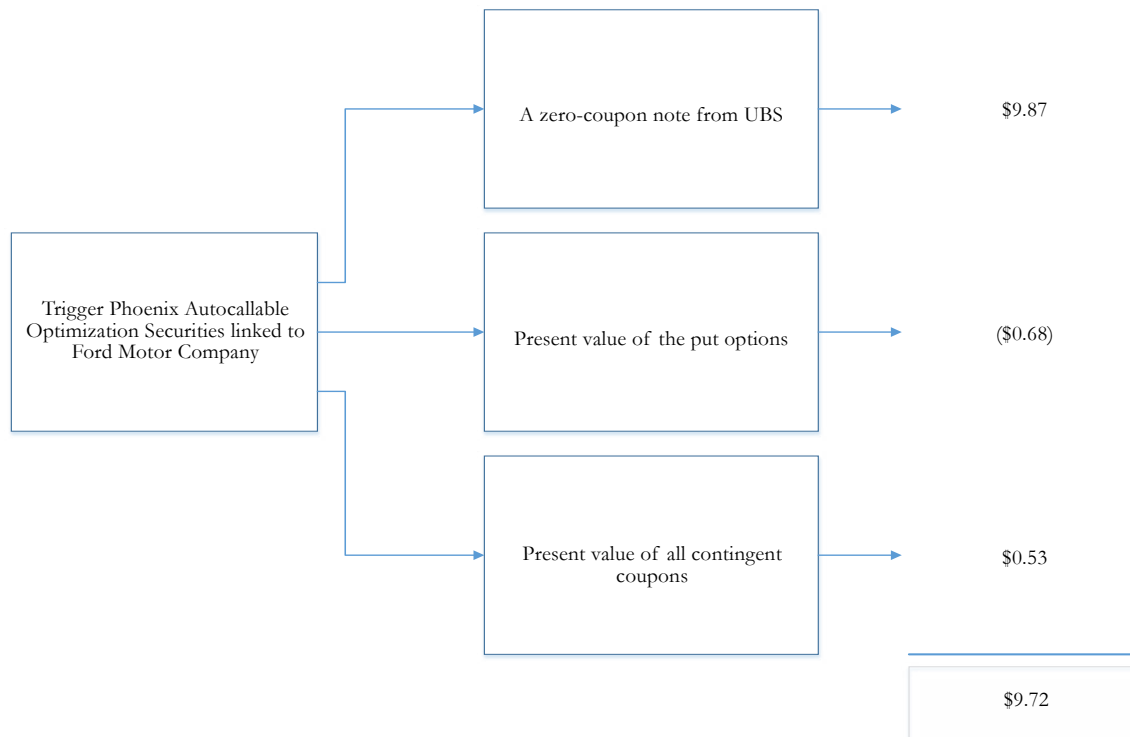 A zero-coupon note from UBS
$9.87
Trigger Phoenix Autocallable
Optimization Securities linked to
Ford Motor Company
Present value of the put options
($0.68)
Present value of all contingent
coupons
$0.53
$9.72